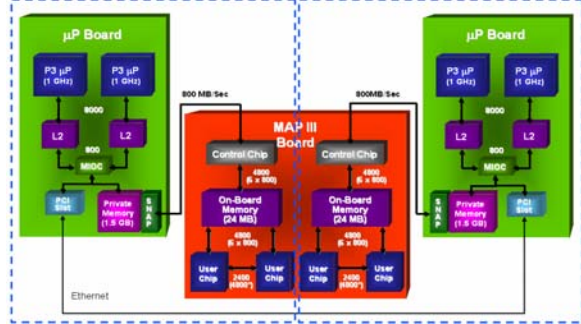 µP Board
P3 µP
(1 GHz)
P3 µP
(1 GHz)
8000
L2
L2
800
MIOC
PCI
Slot
Private
Memory
(1.5 GB)
SNAP
800 MB/Sec
MAP III
Board
Control Chip
4800
(6 x 800)
On-Board
Memory
(24 MB)
4800
(6 x 800)
User
Chip
2400
(4800*)
User
Chip
800MB/Sec
Control Chip
4800
(6 x 800)
On-Board
Memory
(24 MB)
4800
(6 x 800)
User
Chip
2400
(4800*)
User
Chip
µP Board
P3 µP
(1 GHz)
P3 µP
(1 GHz)
8000
L2
L2
800
MIOC
SNAP
Private
Memory
(1.5 GB)
PCI
Slot
Ethernet